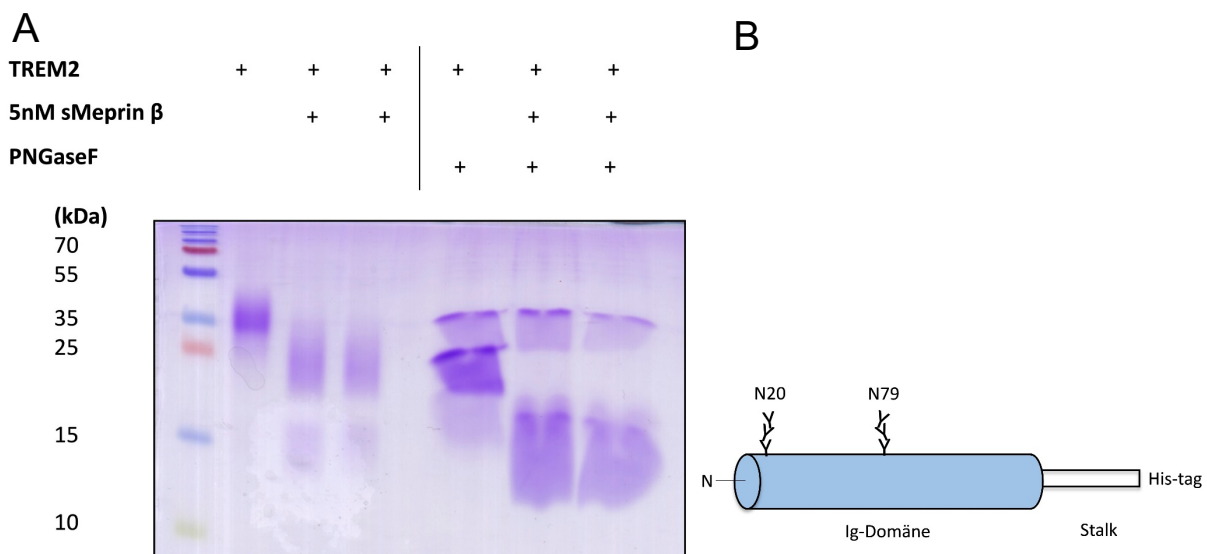 A
TREM2 + + + + + +
5nM sMeprin β + + + +
PNGaseF + + +
(kDa)
70
55
35
25
15
10
B
N20 N79
N His-tag
Ig-Domäne Stalk